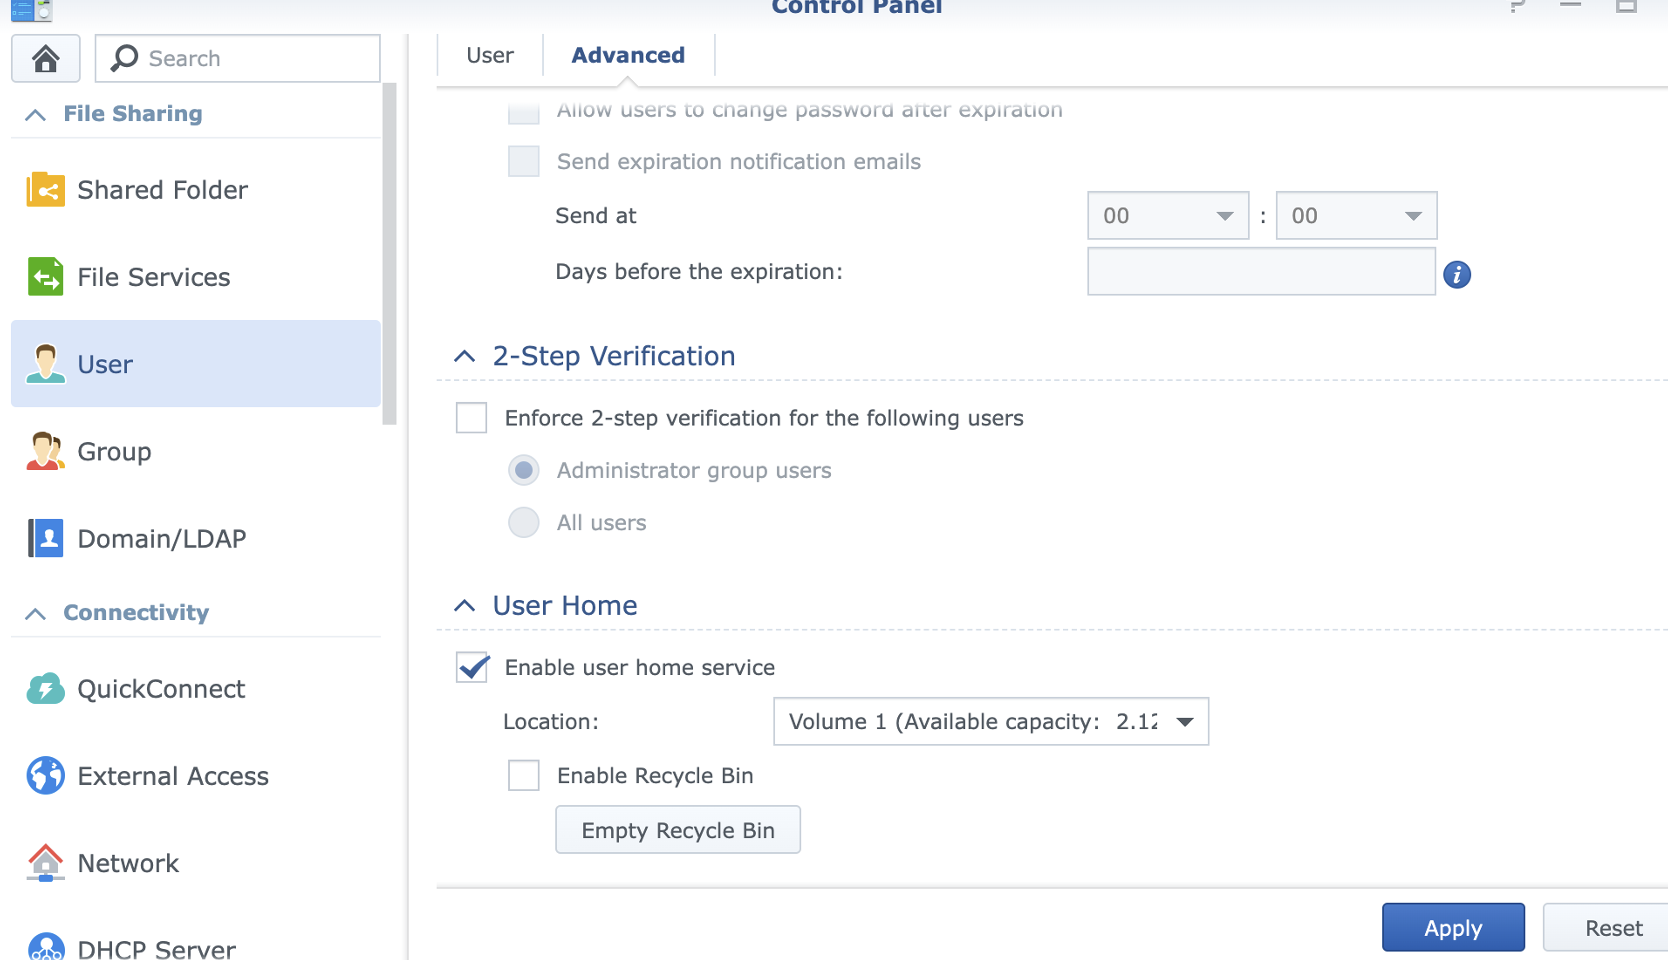 Control Panel
Search
User
Advanced
File Sharing
Shared Folder
File Services
User
Group
Domain/LDAP
Connectivity
QuickConnect
External Access
Network
DHCP Server
Allow users to change password after expiration
Send expiration notification emails
Send at 00 : 00
Days before the expiration:
2-Step Verification
Enforce 2-step verification for the following users
Administrator group users
All users
User Home
Enable user home service
Location: Volume 1 (Available capacity: 2.12
Enable Recycle Bin
Empty Recycle Bin
Apply
Reset